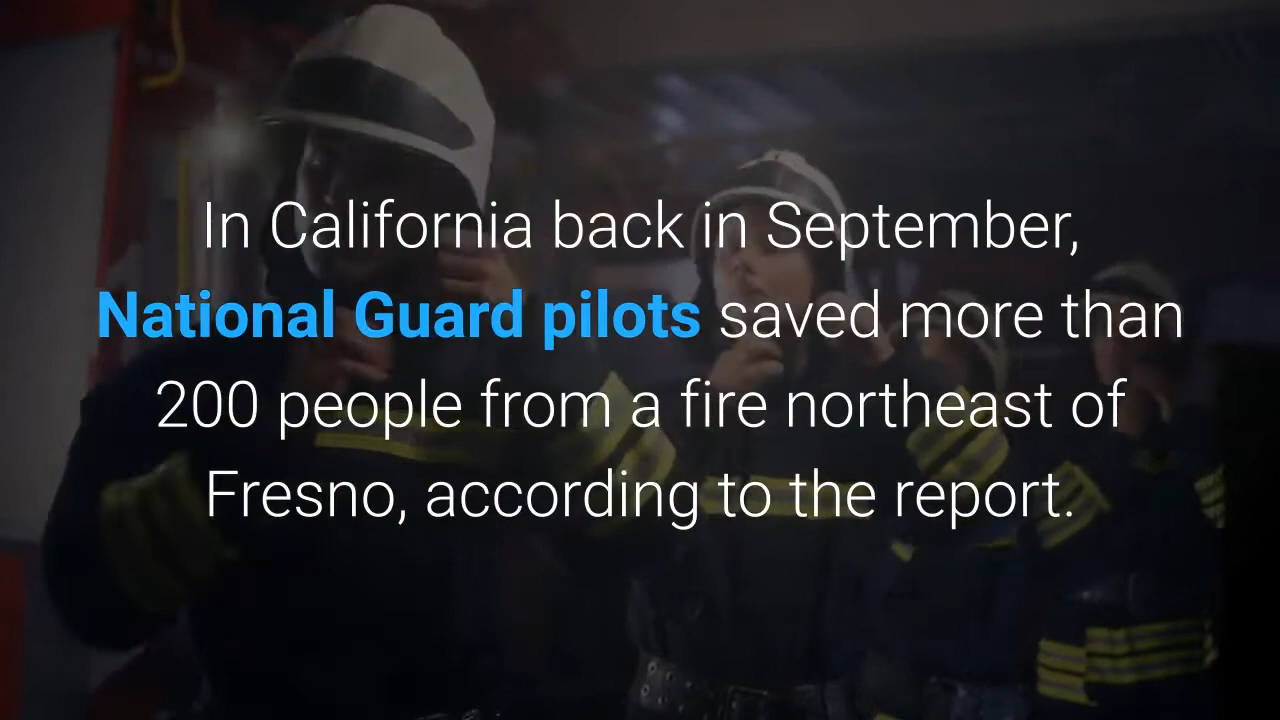 In California back in September,
National Guard pilots saved more than
200 people from a fire northeast of
Fresno, according to the report.